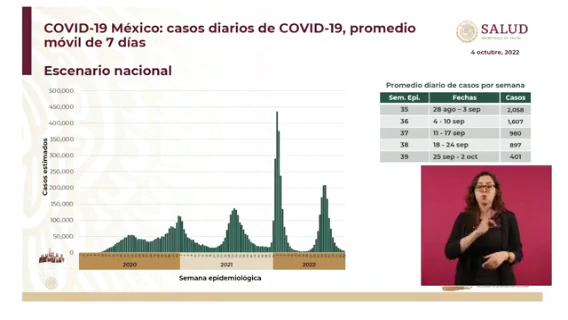 COVID-19 México: casos diarios de COVID-19, promedio
móvil de 7 días
SALUD
SECRETARÍA DE SALUD
4 octubre, 2022
Escenario nacional
Promedio diario de casos por semana
Sem. Epi. Fechas Casos
35 28 ago – 3 sep 2,058
36 4 - 10 sep 1,607
37 11 - 17 sep 980
38 18 - 24 sep 897
39 25 sep - 2 oct 401
Casos estimados
500,000
450,000
400,000
350,000
300,000
250,000
200,000
150,000
100,000
50,000
0
2020 2021 2022
Semana epidemiológica